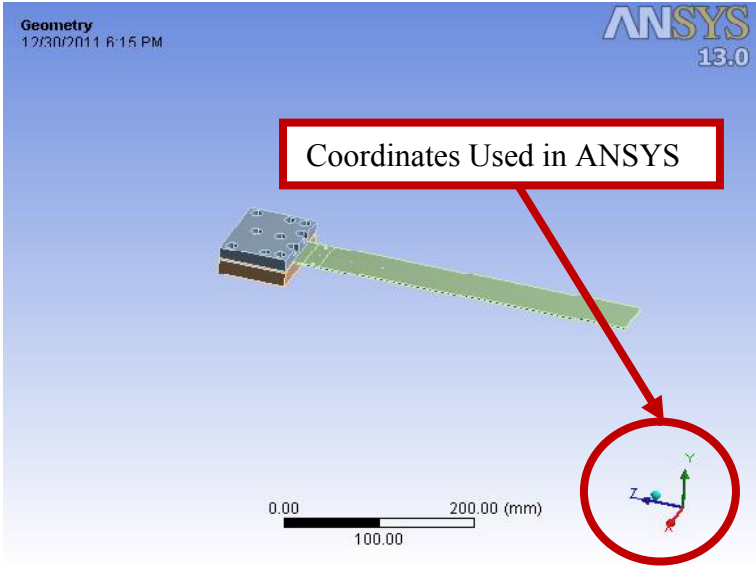 Geometry
12/30/2011 6:15 PM
ANSYS
13.0
Coordinates Used in ANSYS
Y
Z
X
0.00 200.00 (mm)
100.00